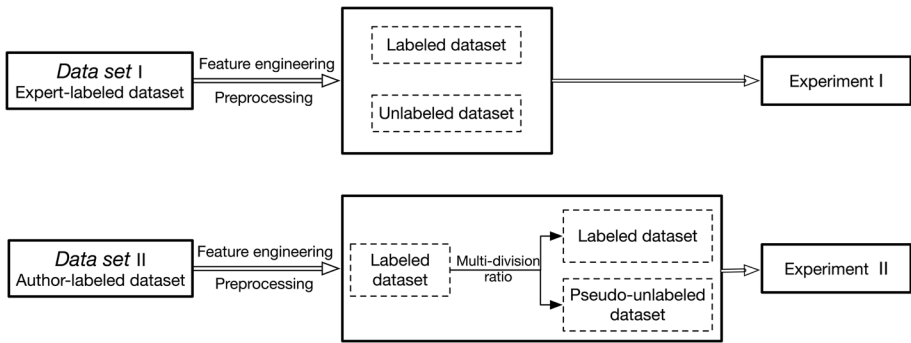 Data set I
Expert-labeled dataset
Feature engineering
Preprocessing
Labeled dataset
Unlabeled dataset
Experiment I
Data set II
Author-labeled dataset
Feature engineering
Preprocessing
Labeled
dataset
Multi-division
ratio
Labeled dataset
Pseudo-unlabeled
dataset
Experiment II